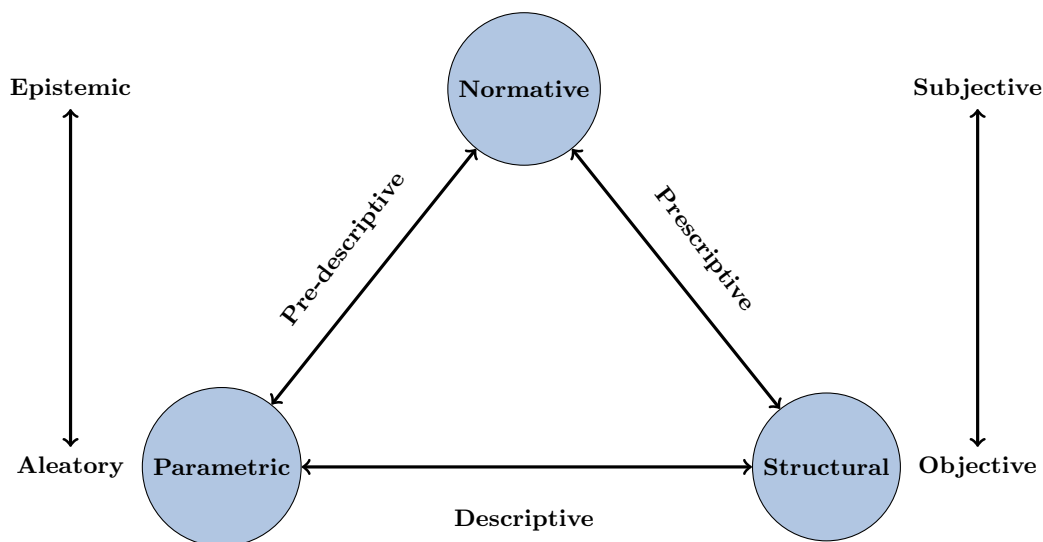 Epistemic
Normative
Subjective
Pre-descriptive
Prescriptive
Aleatory
Parametric
Structural
Objective
Descriptive